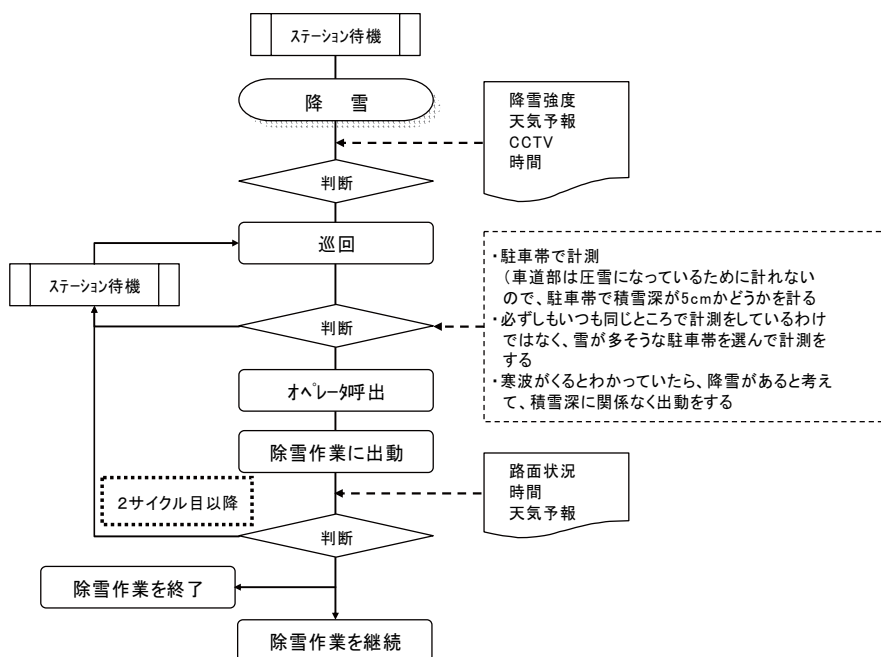 ステーション待機
降　雪
降雪強度
天気予報
CCTV
時間
判断
巡回
ステーション待機
・駐車帯で計測
（車道部は圧雪になっているために計れない
ので、駐車帯で積雪深が5cmかどうかを計る
・必ずしもいつも同じところで計測をしているわけ
ではなく、雪が多そうな駐車帯を選んで計測を
する
・寒波がくるとわかっていたら、降雪があると考え
て、積雪深に関係なく出動をする
判断
オペレータ呼出
除雪作業に出動
路面状況
時間
天気予報
2サイクル目以降
判断
除雪作業を終了
除雪作業を継続